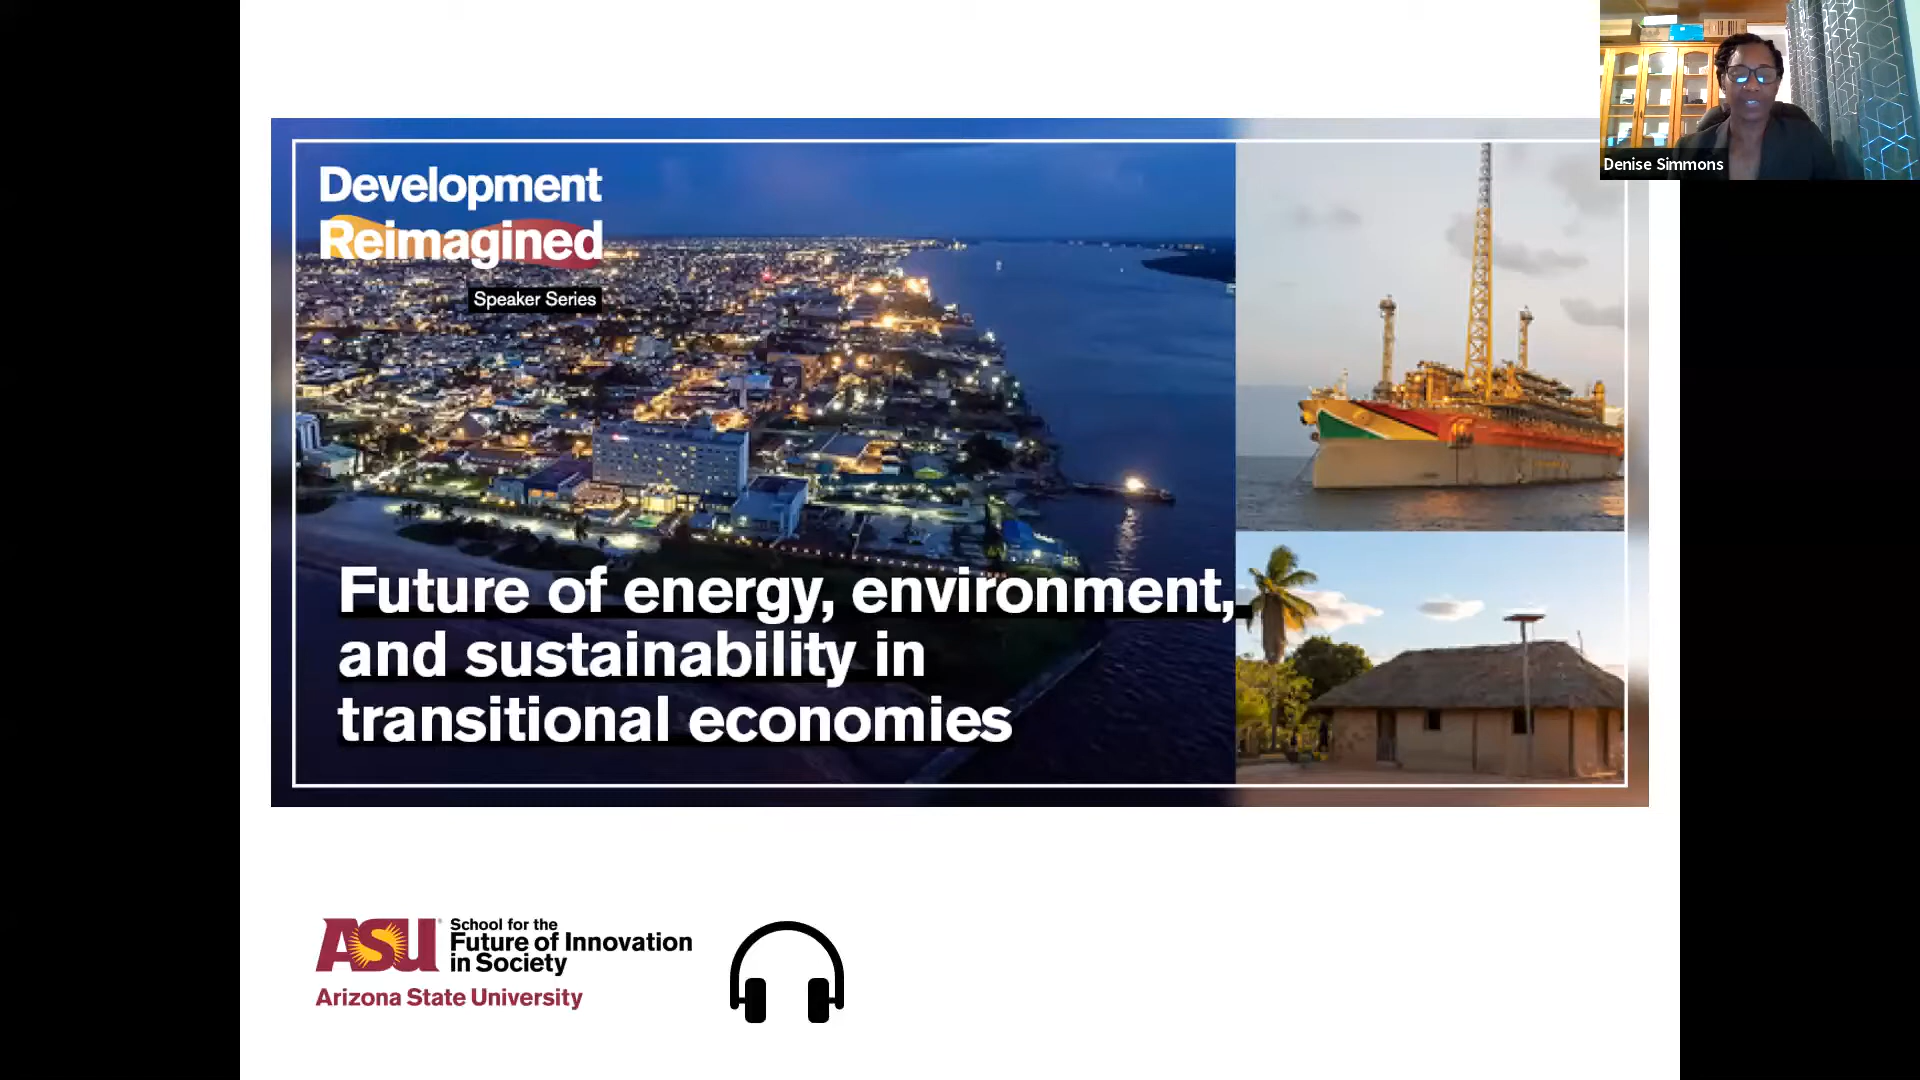 Denise Simmons
Development
Reimagined
Speaker Series
Future of energy, environment,
and sustainability in
transitional economies
ASU School for the
Future of Innovation
in Society
Arizona State University